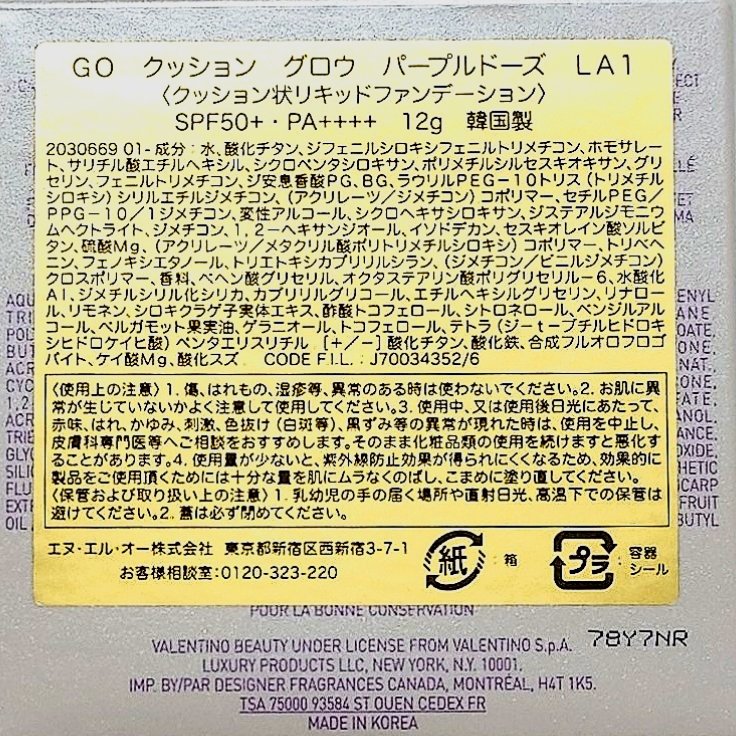 GO クッション グロウ パープルドーズ LA1
〈クッション状リキッドファンデーション〉
SPF50+・PA++++ 12g 韓国製
2030669 01-成分：水、酸化チタン、ジフェニルシロキシフェニルトリメチコン、ホモサレー
ト、サリチル酸エチルヘキシル、シクロペンタシロキサン、ポリメチルシルセスキオキサン、グリ
セリン、フェニルトリメチコン、ジ安息香酸PG、BG、ラウリルPEG－10トリス（トリメチル
シロキシ）シリルエチルジメチコン、（アクリレーツ／ジメチコン）コポリマー、セチルPEG／
PPG－10／1ジメチコン、変性アルコール、シクロヘキサシロキサン、ジステアルジモニウ
ムヘクトライト、ジメチコン、1，2－ヘキサンジオール、イソドデカン、セスキオレイン酸ソルビ
タン、硫酸Mg、（アクリレーツ／メタクリル酸ポリトリメチルシロキシ）コポリマー、トリベヘ
ニン、フェノキシエタノール、トリエトキシカプリリルシラン、（ジメチコン／ビニルジメチコン）
クロスポリマー、香料、ベヘン酸グリセリル、オクタステアリン酸ポリグリセリル－6、水酸化
Al、ジメチルシリル化シリカ、カプリリルグリコール、エチルヘキシルグリセリン、リナロー
ル、リモネン、シロキクラゲ子実体エキス、酢酸トコフェロール、シトロネロール、ベンジルアル
コール、ベルガモット果実油、ゲラニオール、トコフェロール、テトラ（ジーｔーブチルヒドロキ
シヒドロケイヒ酸）ペンタエリスリチル［＋／－］酸化チタン、酸化鉄、合成フルオロフロゴ
パイト、ケイ酸Mg、酸化スズ CODE F.I.L.：J70034352/6
〈使用上の注意〉1.傷、はれもの、湿疹等、異常のある時は使わないでください。2.お肌に異
常が生じていないかよく注意して使用してください。3.使用中、又は使用後日光にあたって、
赤味、はれ、かゆみ、刺激、色抜け（白斑等）、黒ずみ等の異常が現れた時は、使用を中止し、
皮膚科専門医等へご相談をおすすめします。そのまま化粧品類の使用を続けますと悪化す
ることがあります。4.使用量が少ないと、紫外線防止効果が得られにくくなるため、効果的に
製品をご使用頂くためには十分な量を肌にムラなくのばし、こまめに塗り直してください。
〈保管および取り扱い上の注意〉1.乳幼児の手の届く場所や直射日光、高温下での保管は
避けてください。2.蓋は必ず閉めてください。
エヌ・エル・オー株式会社 東京都新宿区西新宿3-7-1
お客様相談室：0120-323-220
紙：箱
プラ：容器
シール
POUR LA BONNE CONSERVATION
VALENTINO BEAUTY UNDER LICENSE FROM VALENTINO S.p.A. 78Y7NR
LUXURY PRODUCTS LLC, NEW YORK, N.Y. 10001.
IMP. BY/PAR DESIGNER FRAGRANCES CANADA, MONTRÉAL, H4T 1K5.
TSA 75000 93584 ST OUEN CEDEX FR
MADE IN KOREA